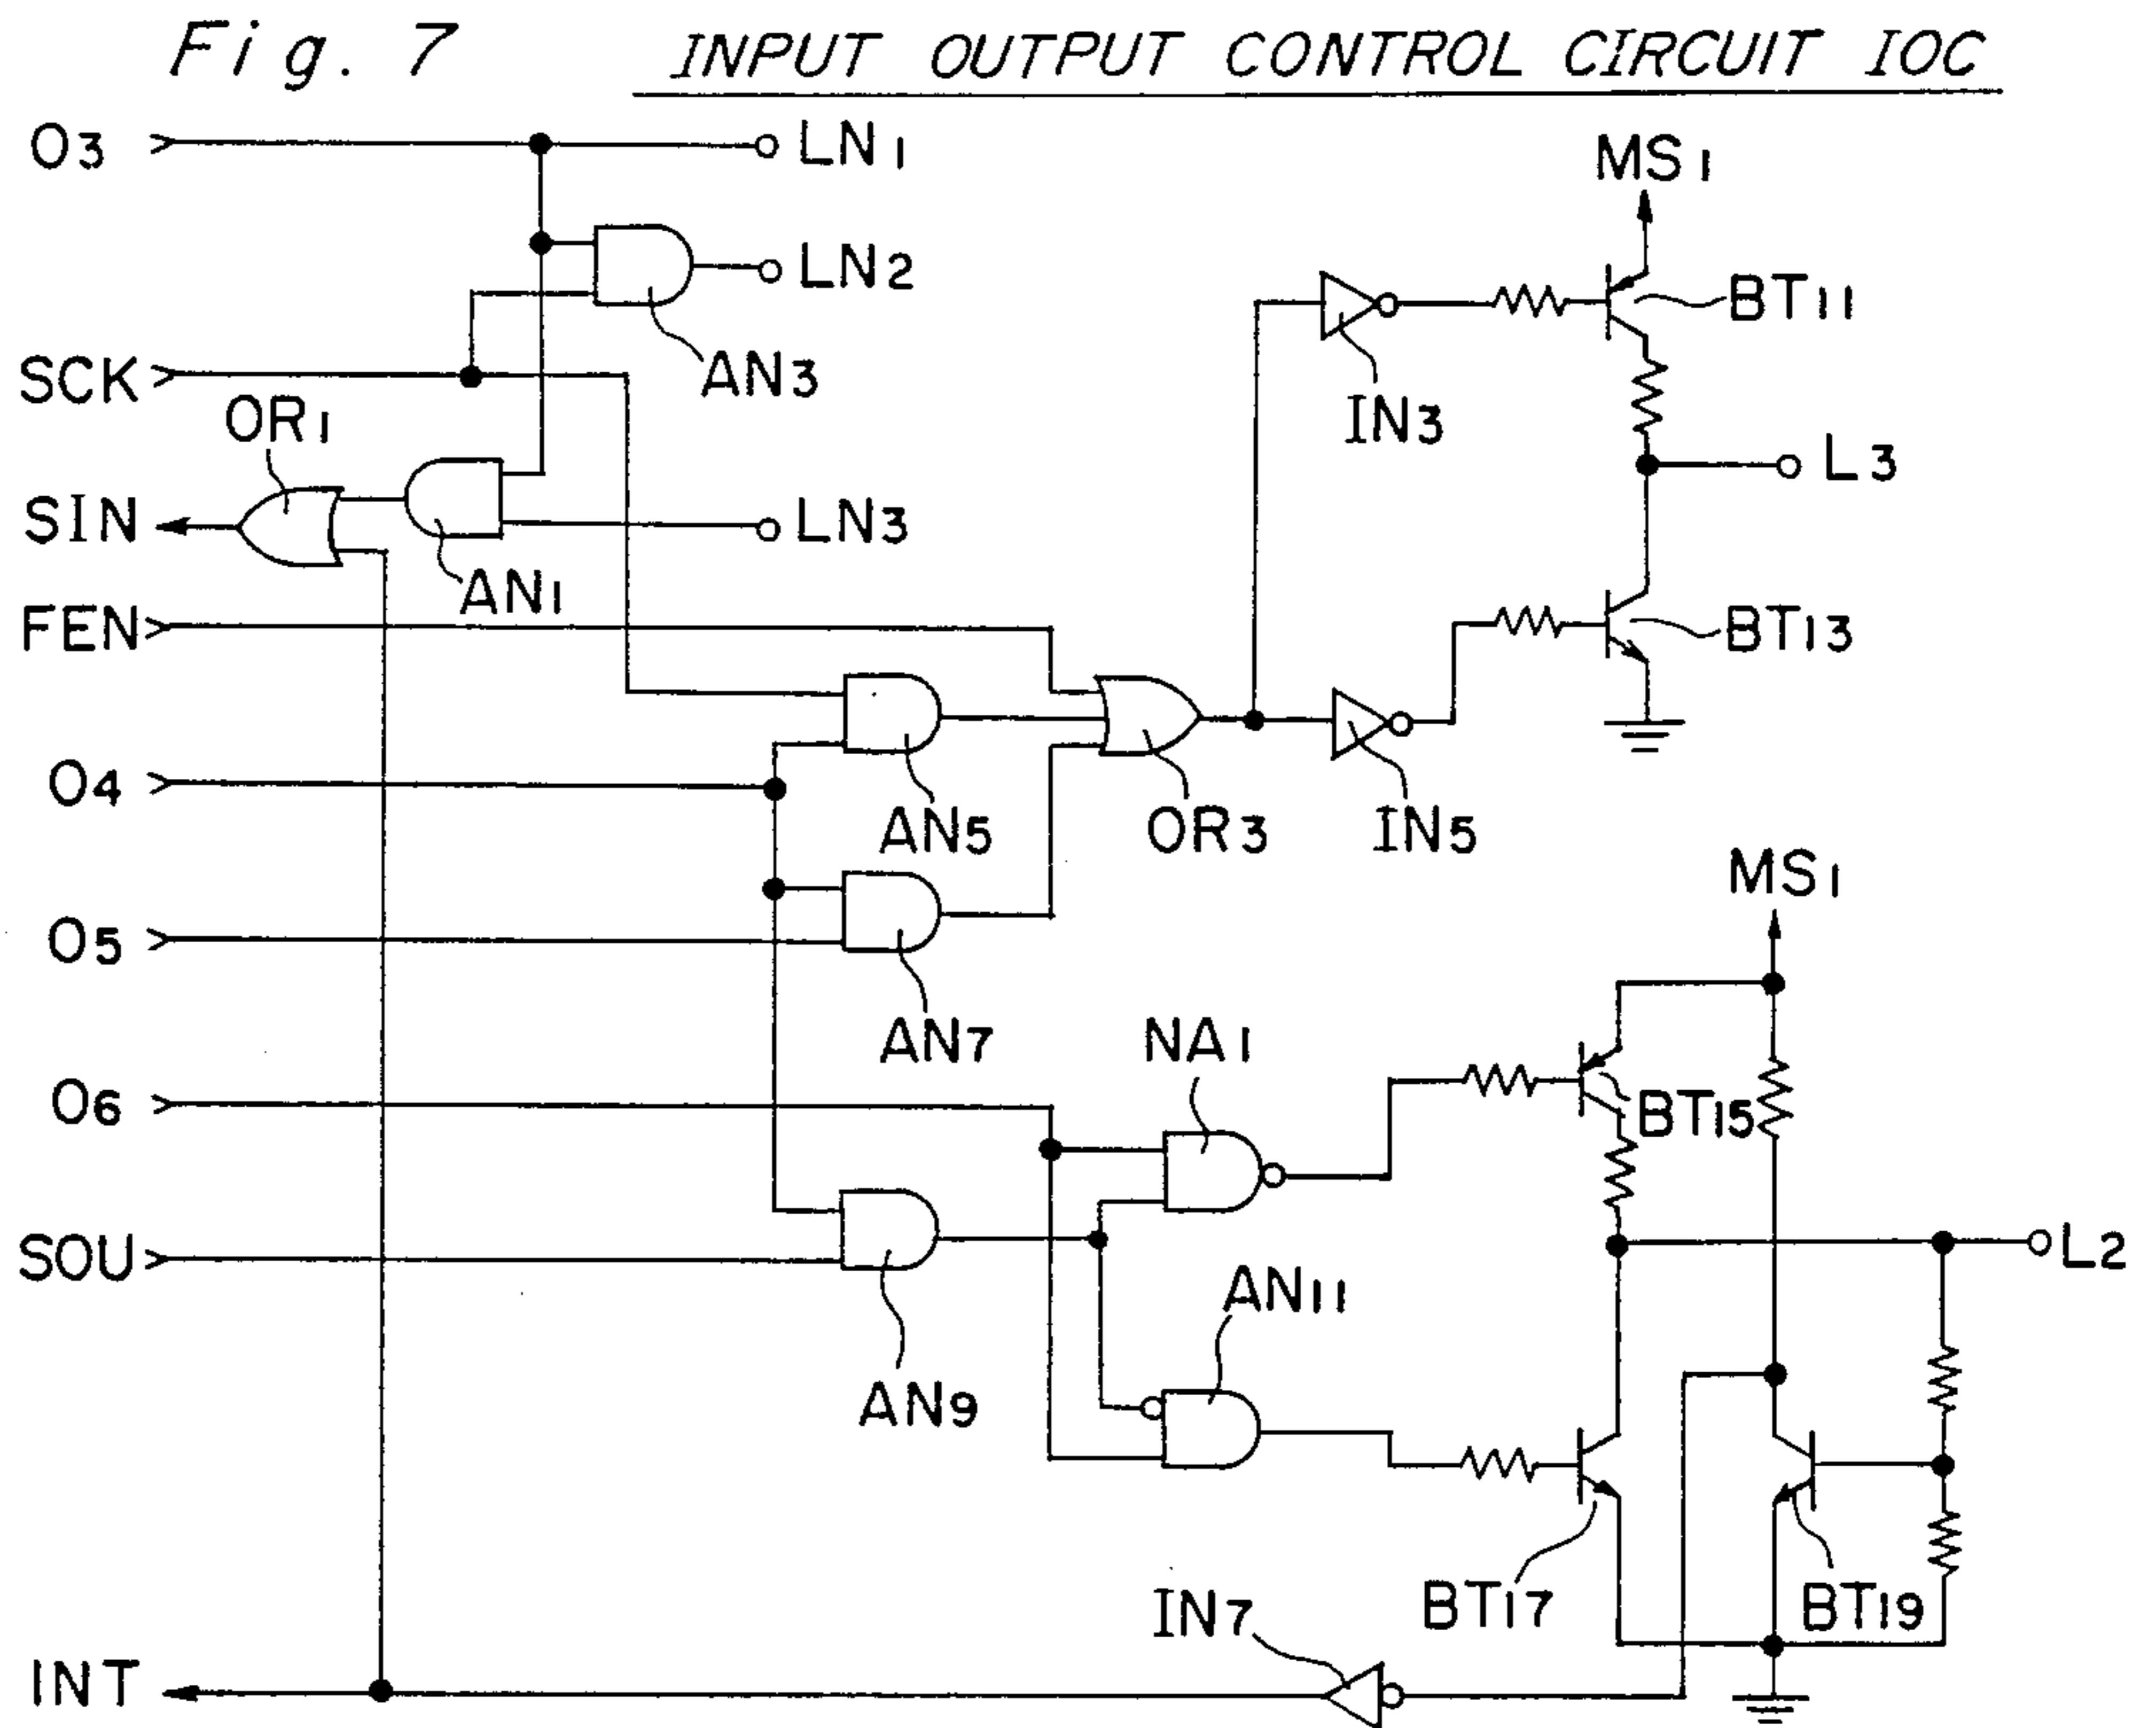 Fig. 7 INPUT OUTPUT CONTROL CIRCUIT IOC
O3
LN1
MS1
LN2
BT11
SCK
AN3
OR1
IN3
L3
SIN
LN3
AN1
FEN
BT13
O4
AN5
OR3
IN5
MS1
O5
AN7
NA1
O6
BT15
SOU
L2
AN11
AN9
BT17
BT19
IN7
INT